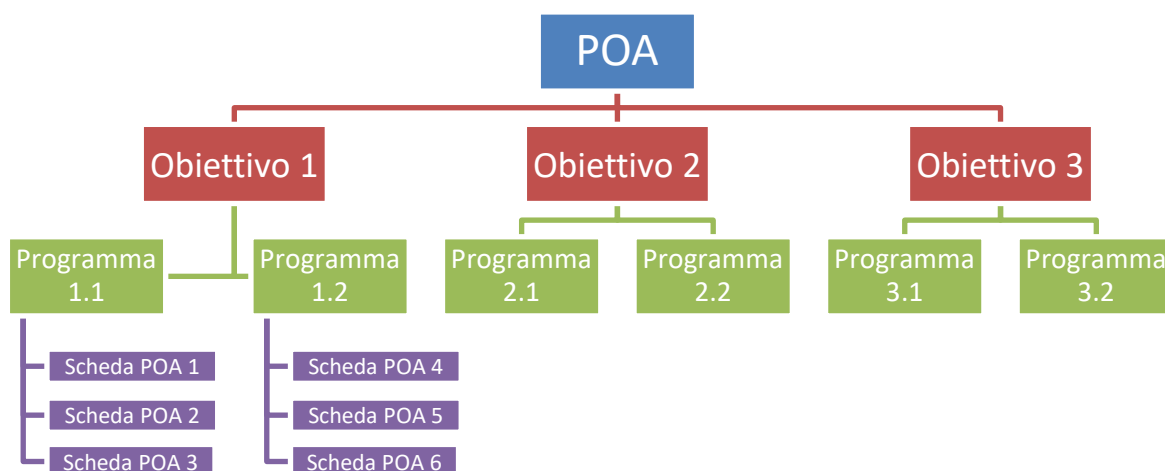 POA
Obiettivo 1
Obiettivo 2
Obiettivo 3
Programma
1.1
Programma
1.2
Programma
2.1
Programma
2.2
Programma
3.1
Programma
3.2
Scheda POA 1
Scheda POA 2
Scheda POA 3
Scheda POA 4
Scheda POA 5
Scheda POA 6